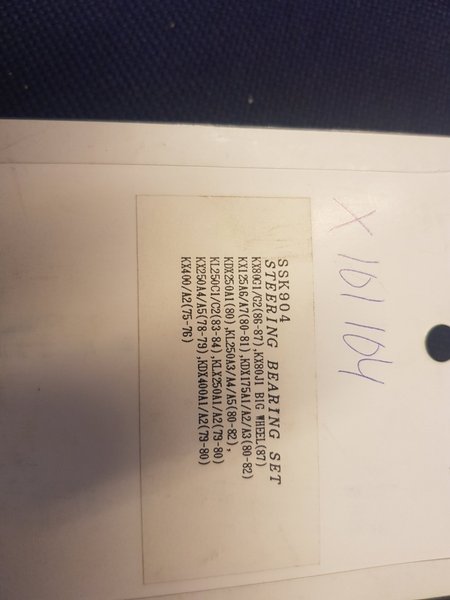 X 101 104
SSK904
STEERING BEARING SET
KX80G1/G2(86-87),KX80J1 BIG WHEEL(87)
KX125A6/A7(80-81),KDX175A1/A2/A3(80-82)
KDX250A1(80),KL250A3/A4/A5(80-82),
KL250C1/C2(83-84),KLX250A1/A2(79-80)
KX250A4/A5(78-79),KDX400A1/A2(79-80)
KX400/A2(75-76)